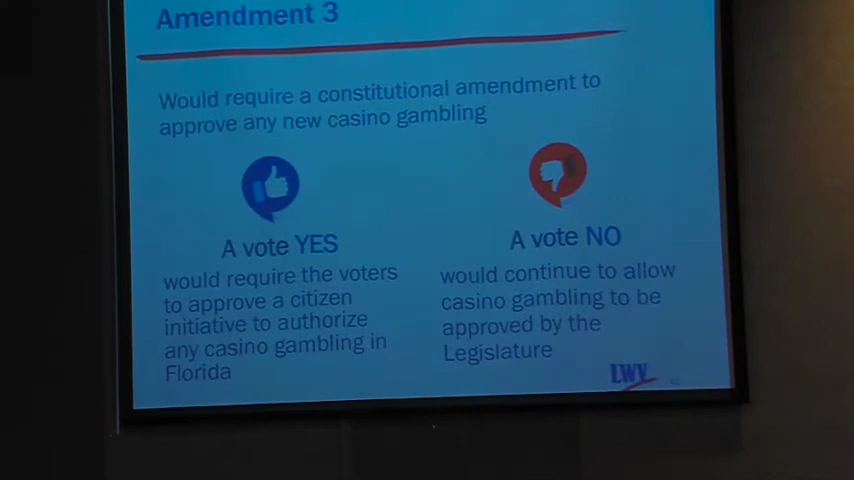 Amendment 3
Would require a constitutional amendment to
approve any new casino gambling
A vote YES
would require the voters
to approve a citizen
initiative to authorize
any casino gambling in
Florida
A vote NO
would continue to allow
casino gambling to be
approved by the
Legislature
LWV